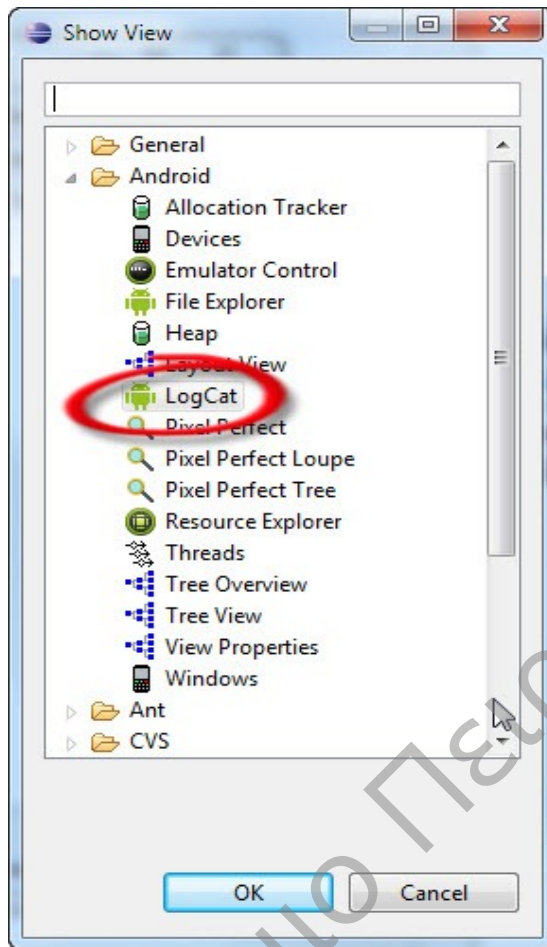 Show View
General
Android
Allocation Tracker
Devices
Emulator Control
File Explorer
Heap
Layout View
LogCat
Pixel Perfect
Pixel Perfect Loupe
Pixel Perfect Tree
Resource Explorer
Threads
Tree Overview
Tree View
View Properties
Windows
Ant
CVS
OK
Cancel